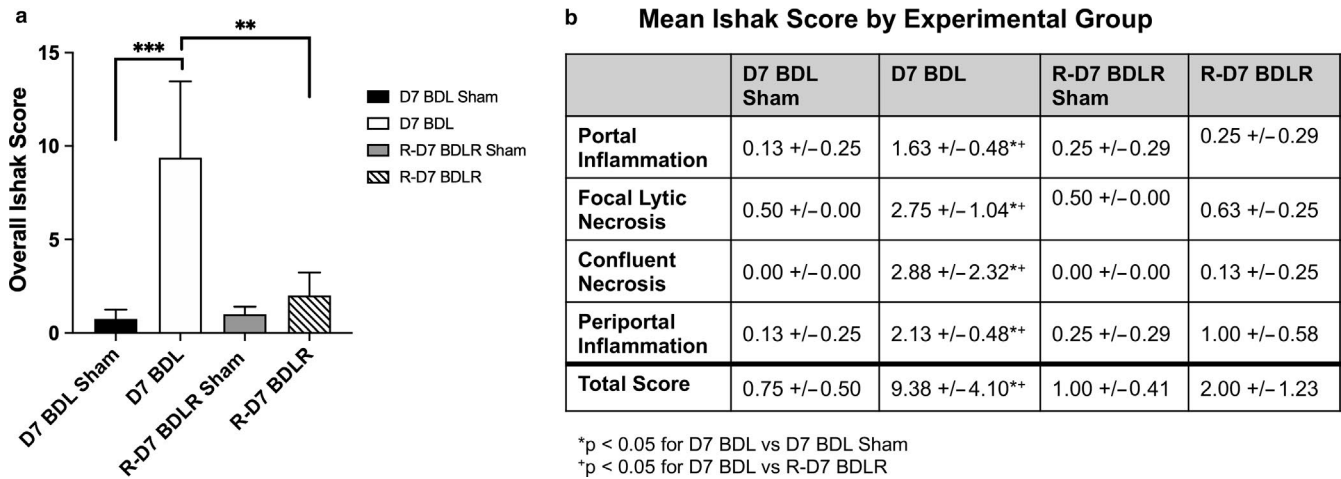 a
***
**
15
10
5
0
Overall Ishak Score
D7 BDL Sham
D7 BDL
R-D7 BDLR Sham
R-D7 BDLR
D7 BDL Sham
D7 BDL
R-D7 BDLR Sham
R-D7 BDLR
b Mean Ishak Score by Experimental Group
D7 BDL Sham D7 BDL R-D7 BDLR Sham R-D7 BDLR
Portal Inflammation 0.13 +/-0.25 1.63 +/-0.48*+ 0.25 +/-0.29 0.25 +/-0.29
Focal Lytic Necrosis 0.50 +/-0.00 2.75 +/-1.04*+ 0.50 +/-0.00 0.63 +/-0.25
Confluent Necrosis 0.00 +/-0.00 2.88 +/-2.32*+ 0.00 +/-0.00 0.13 +/-0.25
Periportal Inflammation 0.13 +/-0.25 2.13 +/-0.48*+ 0.25 +/-0.29 1.00 +/-0.58
Total Score 0.75 +/-0.50 9.38 +/-4.10*+ 1.00 +/-0.41 2.00 +/-1.23
*p < 0.05 for D7 BDL vs D7 BDL Sham
+p < 0.05 for D7 BDL vs R-D7 BDLR